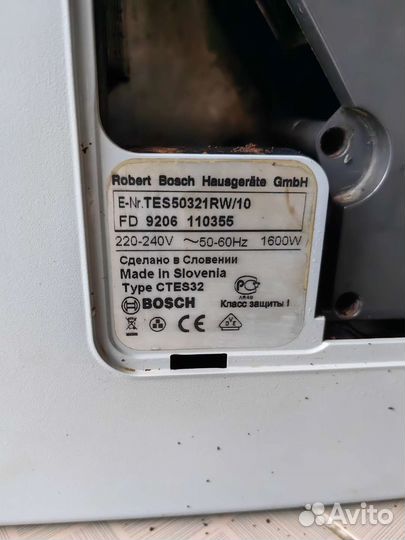 Robert Bosch Hausgeräte GmbH
E-Nr. TES50321RW/10
FD 9206 110355
220-240V ~50-60Hz 1600W
Сделано в Словении
Made in Slovenia
Type CTES32
BOSCH
Класс защиты I
CE
Avito